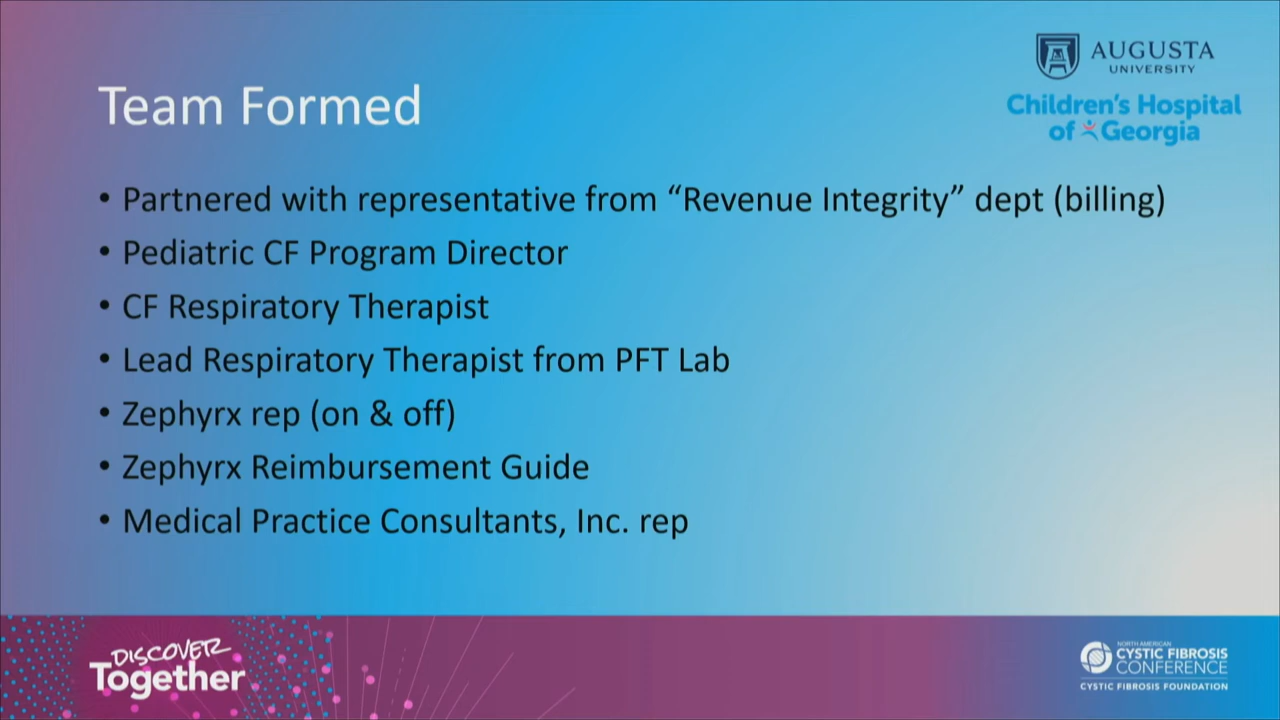 AUGUSTA
UNIVERSITY
Children's Hospital
of Georgia
Team Formed
• Partnered with representative from “Revenue Integrity” dept (billing)
• Pediatric CF Program Director
• CF Respiratory Therapist
• Lead Respiratory Therapist from PFT Lab
• Zephyrx rep (on & off)
• Zephyrx Reimbursement Guide
• Medical Practice Consultants, Inc. rep
DISCOVER
Together
NORTH AMERICAN
CYSTIC FIBROSIS
CONFERENCE
CYSTIC FIBROSIS FOUNDATION